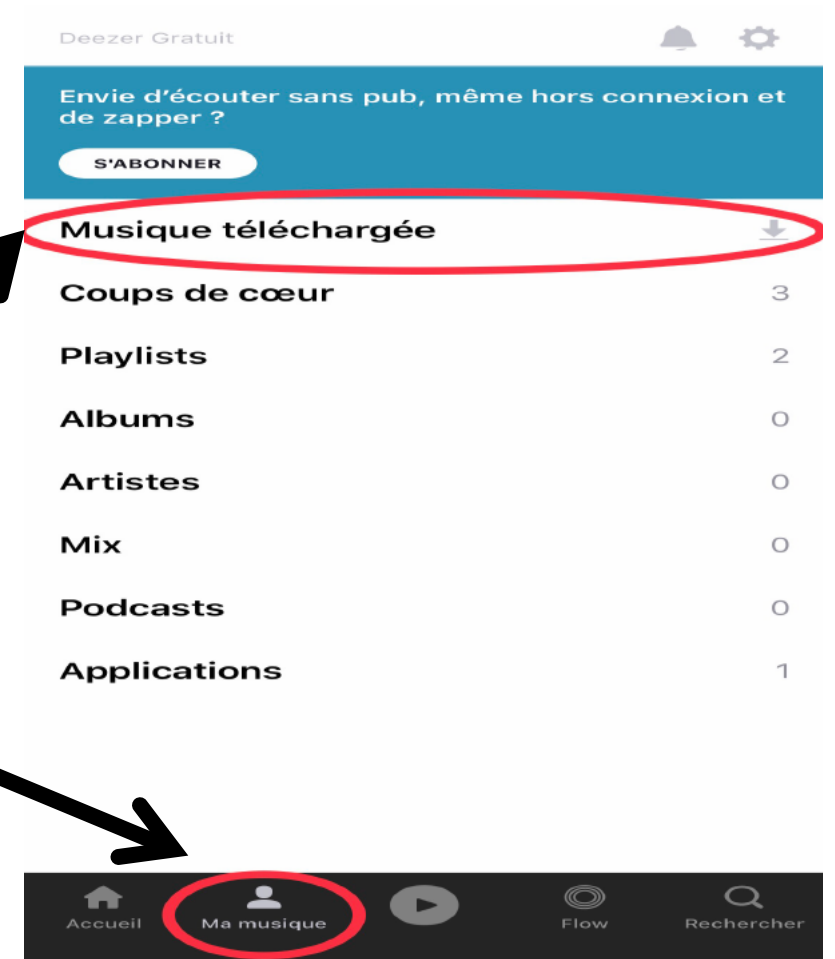 Deezer Gratuit
Envie d'écouter sans pub, même hors connexion et
de zapper ?
S'ABONNER
Musique téléchargée
Coups de cœur 3
Playlists 2
Albums 0
Artistes 0
Mix 0
Podcasts 0
Applications 1
Accueil Ma musique Flow Rechercher